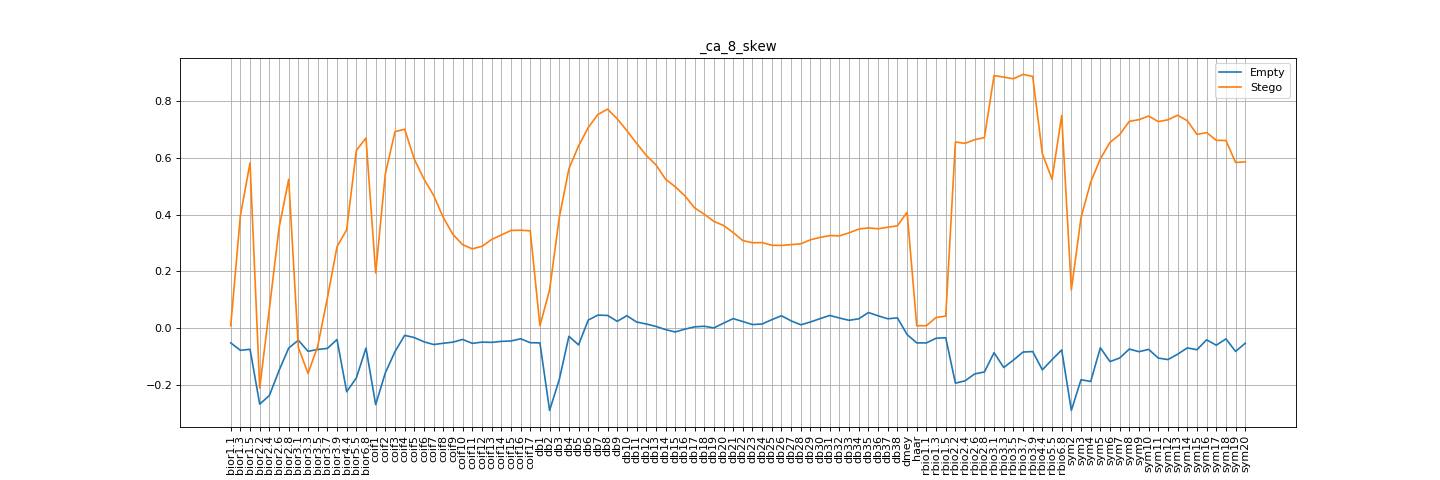 _ca_8_skew
Empty
Stego
0.8
0.6
0.4
0.2
0.0
−0.2
bior1.1
bior1.3
bior1.5
bior2.2
bior2.4
bior2.6
bior2.8
bior3.1
bior3.3
bior3.5
bior3.7
bior3.9
bior4.4
bior5.5
bior6.8
coif1
coif2
coif3
coif4
coif5
coif6
coif7
coif8
coif9
coif10
coif11
coif12
coif13
coif14
coif15
coif16
coif17
db1
db2
db3
db4
db5
db6
db7
db8
db9
db10
db11
db12
db13
db14
db15
db16
db17
db18
db19
db20
db21
db22
db23
db24
db25
db26
db27
db28
db29
db30
db31
db32
db33
db34
db35
db36
db37
db38
dmey
haar
rbio1.1
rbio1.3
rbio1.5
rbio2.2
rbio2.4
rbio2.6
rbio2.8
rbio3.1
rbio3.3
rbio3.5
rbio3.7
rbio3.9
rbio4.4
rbio5.5
rbio6.8
sym2
sym3
sym4
sym5
sym6
sym7
sym8
sym9
sym10
sym11
sym12
sym13
sym14
sym15
sym16
sym17
sym18
sym19
sym20